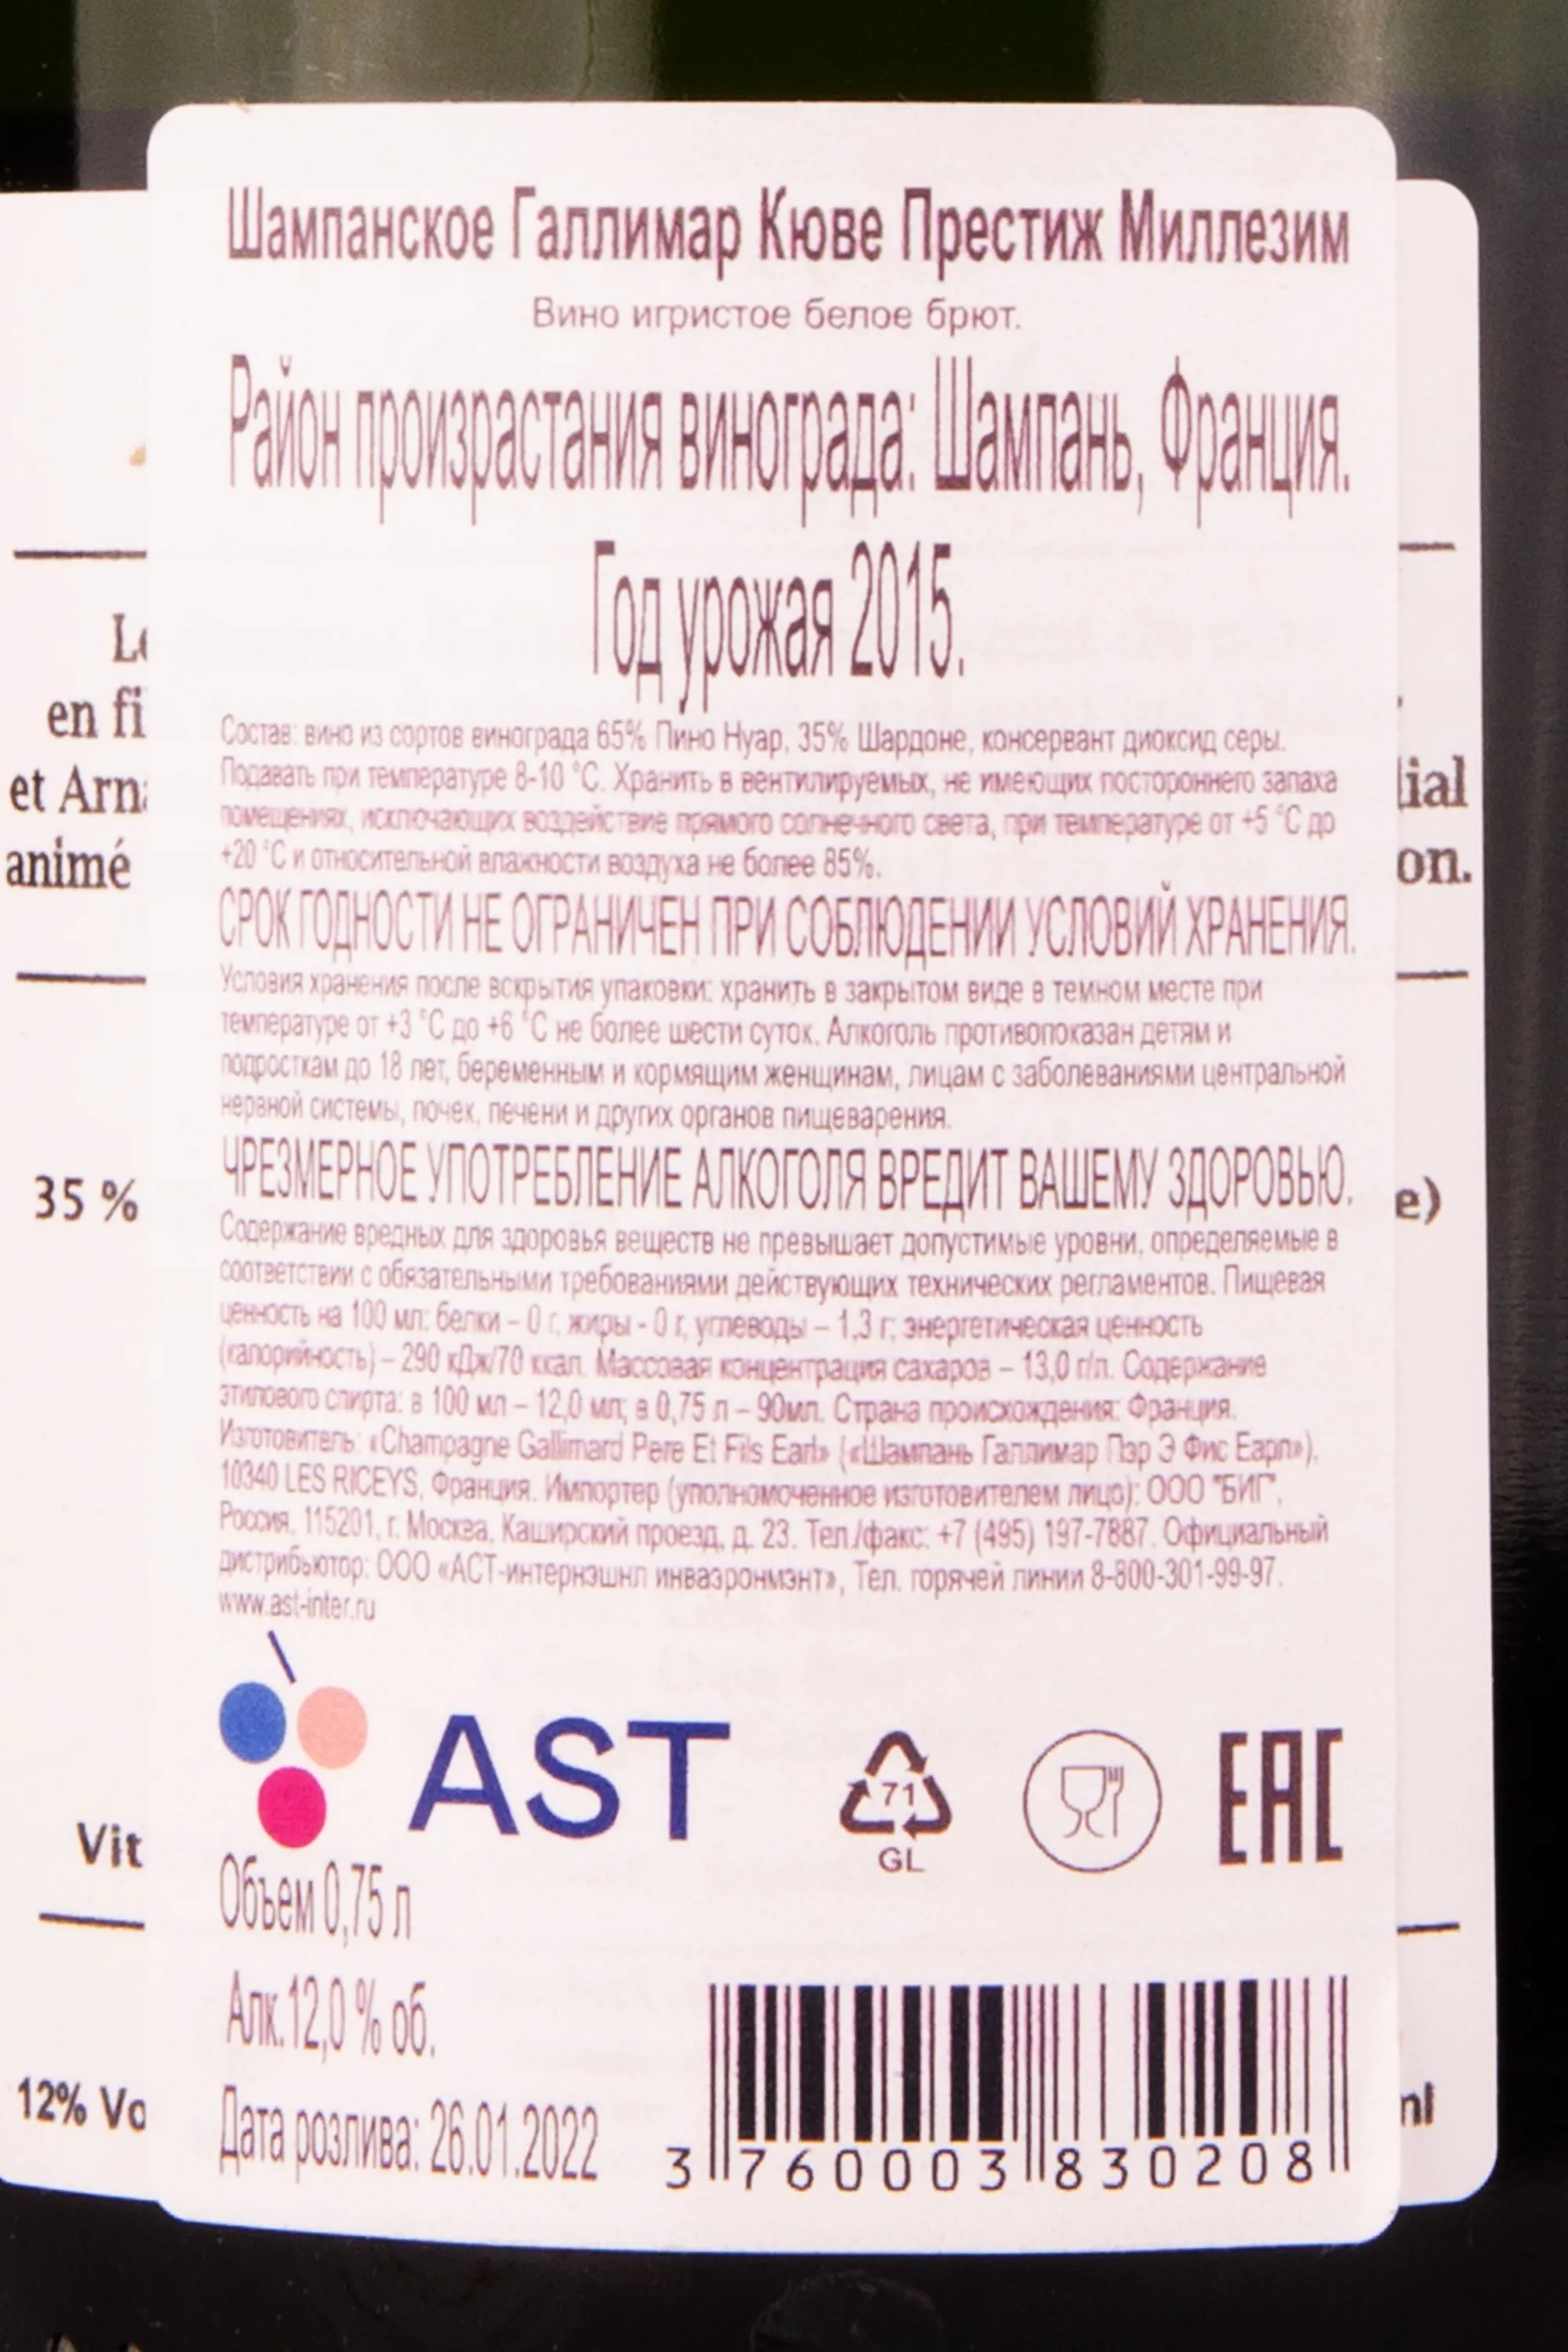 Шампанское Галлимар Кюве Престиж Миллезим
Вино игристое белое брют.
Район произрастания винограда: Шампань, Франция.
Год урожая 2015.
Состав: вино из сортов винограда 65% Пино Нуар, 35% Шардоне, консервант диоксид серы.
Подавать при температуре 8-10 °C. Хранить в вентилируемых, не имеющих постороннего запаха
помещениях, исключающих воздействие прямого солнечного света, при температуре от +5 °C до
+20 °C и относительной влажности воздуха не более 85%.
СРОК ГОДНОСТИ НЕ ОГРАНИЧЕН ПРИ СОБЛЮДЕНИИ УСЛОВИЙ ХРАНЕНИЯ.
Условия хранения после вскрытия упаковки: хранить в закрытом виде в темном месте при
температуре от +3 °C до +6 °C не более шести суток. Алкоголь противопоказан детям и
подросткам до 18 лет, беременным и кормящим женщинам, лицам с заболеваниями центральной
нервной системы, почек, печени и других органов пищеварения.
ЧРЕЗМЕРНОЕ УПОТРЕБЛЕНИЕ АЛКОГОЛЯ ВРЕДИТ ВАШЕМУ ЗДОРОВЬЮ.
Содержание вредных для здоровья веществ не превышает допустимые уровни, определяемые в
соответствии с обязательными требованиями действующих технических регламентов. Пищевая
ценность на 100 мл: белки – 0 г, жиры - 0 г, углеводы – 1,3 г; энергетическая ценность
(калорийность) – 290 кДж/70 ккал. Массовая концентрация сахаров – 13,0 г/л. Содержание
этилового спирта: в 100 мл – 12,0 мл; в 0,75 л – 90мл. Страна происхождения: Франция.
Изготовитель: «Champagne Gallimard Pere Et Fils Earl» («Шампань Галлимар Пэр Э Фис Еарл»),
10340 LES RICEYS, Франция. Импортер (уполномоченное изготовителем лицо): ООО "БИГ",
Россия, 115201, г. Москва, Каширский проезд, д. 23. Тел./факс: +7 (495) 197-7887. Официальный
дистрибьютор: ООО «АСТ-интернэшнл инваэронмэнт», Тел. горячей линии 8-800-301-99-97.
www.ast-inter.ru
AST
71
GL
EAC
Объем 0,75 л
Алк.12,0 % об.
Дата розлива: 26.01.2022
3 760003 830208
en fi
et Arna
animé
lial
on.
35 %
e)
Vit
12% Vo
ml